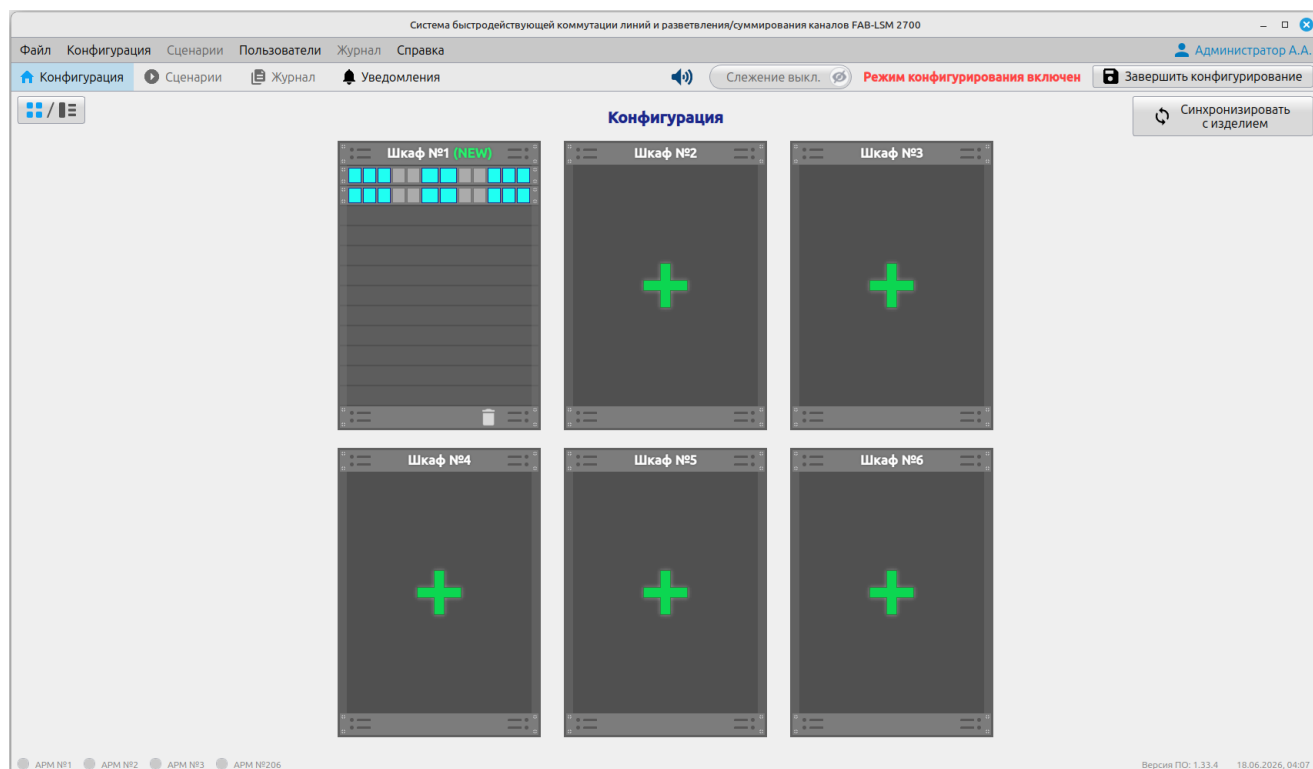 Система быстродействующей коммутации линий и разветвления/суммирования каналов FAB-LSM 2700
Файл Конфигурация Сценарии Пользователи Журнал Справка Администратор А.А.
Конфигурация Сценарии Журнал Уведомления Слежение выкл. Режим конфигурирования включен Завершить конфигурирование
Конфигурация
Синхронизировать
с изделием
Шкаф №1 (NEW) Шкаф №2 Шкаф №3
Шкаф №4 Шкаф №5 Шкаф №6
АРМ №1 АРМ №2 АРМ №3 АРМ №206 Версия ПО: 1.33.4 18.06.2026, 04:07